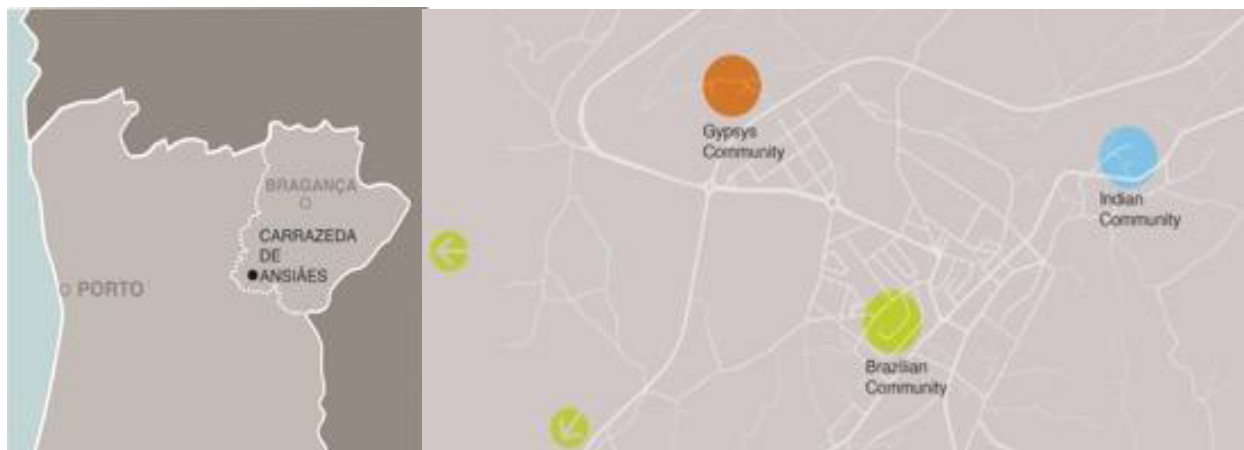 BRAGANÇA
CARRAZEDA
DE
ANSIÃES
PORTO
Gypsys
Community
Indian
Community
Brazilian
Community